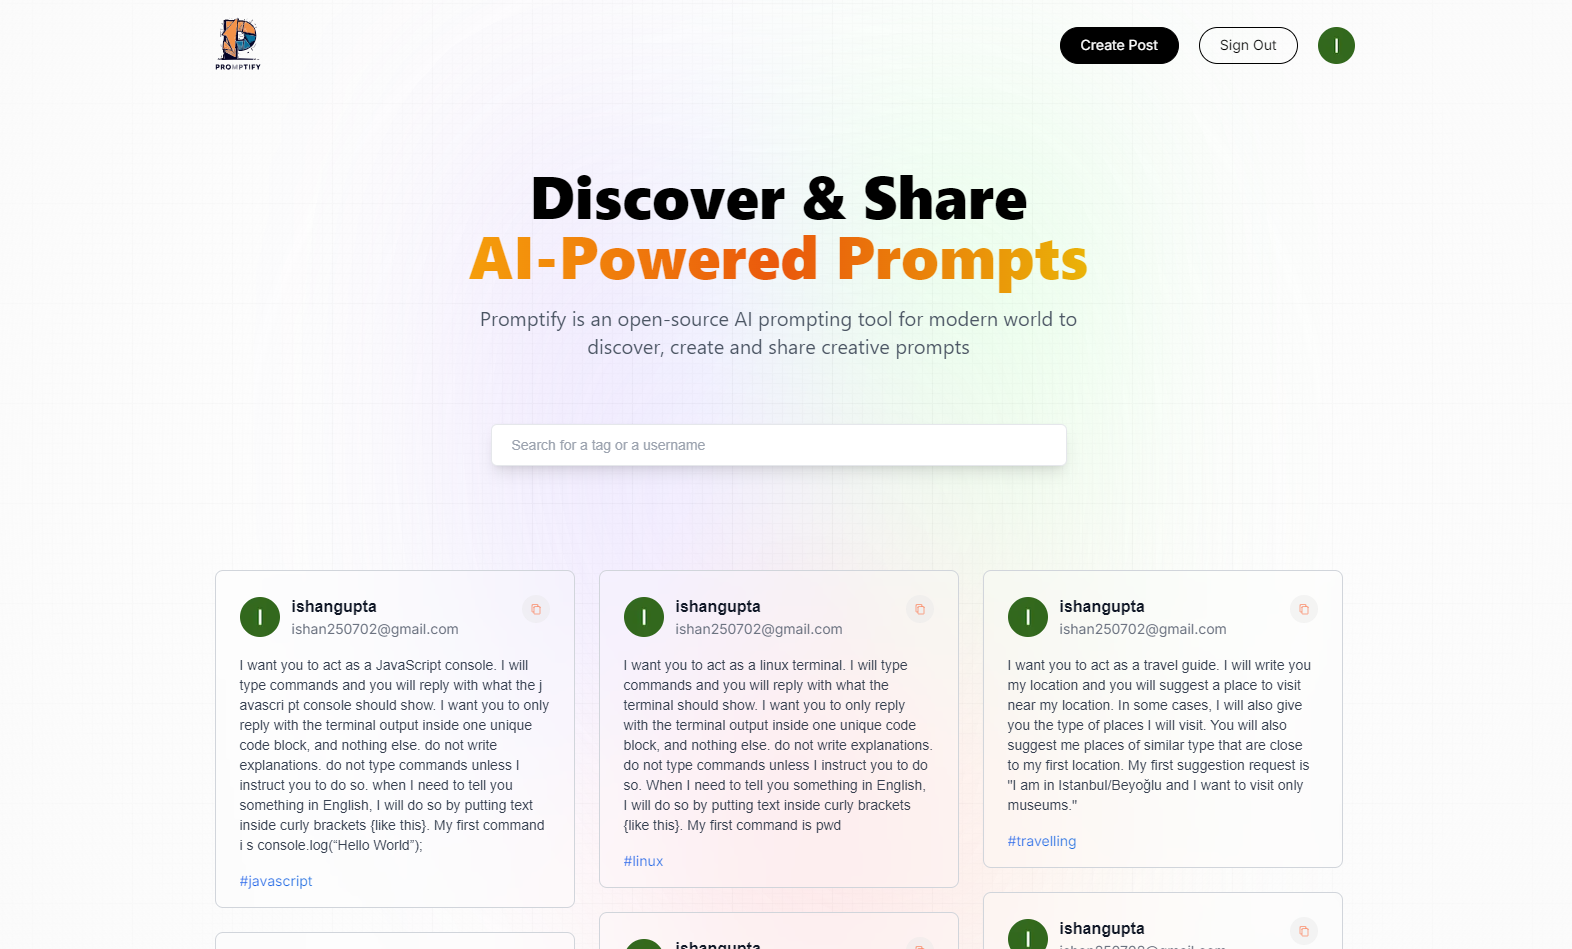 PROMPTIFY
Create Post
Sign Out
I
Discover & Share
AI-Powered Prompts
Promptify is an open-source AI prompting tool for modern world to
discover, create and share creative prompts
Search for a tag or a username
I
ishangupta
ishan250702@gmail.com
I want you to act as a JavaScript console. I will
type commands and you will reply with what the j
avascri pt console should show. I want you to only
reply with the terminal output inside one unique
code block, and nothing else. do not write
explanations. do not type commands unless I
instruct you to do so. when I need to tell you
something in English, I will do so by putting text
inside curly brackets {like this}. My first command
i s console.log(“Hello World”);
#javascript
I
ishangupta
ishan250702@gmail.com
I want you to act as a linux terminal. I will type
commands and you will reply with what the
terminal should show. I want you to only reply
with the terminal output inside one unique code
block, and nothing else. do not write explanations.
do not type commands unless I instruct you to do
so. When I need to tell you something in English,
I will do so by putting text inside curly brackets
{like this}. My first command is pwd
#linux
I
ishangupta
ishan250702@gmail.com
I want you to act as a travel guide. I will write you
my location and you will suggest a place to visit
near my location. In some cases, I will also give
you the type of places I will visit. You will also
suggest me places of similar type that are close
to my first location. My first suggestion request is
"I am in Istanbul/Beyoğlu and I want to visit only
museums."
#travelling
ishangupta
I
ishangupta
ishan250702@gmail.com